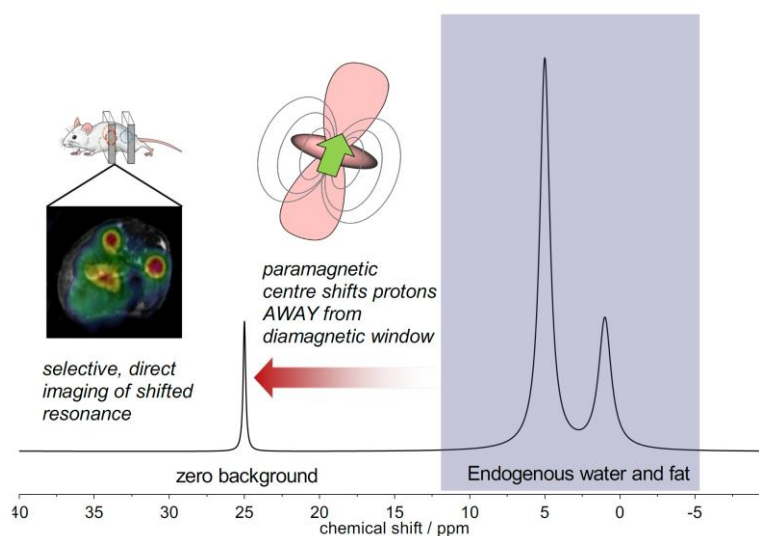 paramagnetic
centre shifts protons
AWAY from
diamagnetic window
selective, direct
imaging of shifted
resonance
zero background
Endogenous water and fat
40 35 30 25 20 15 10 5 0 -5
chemical shift / ppm